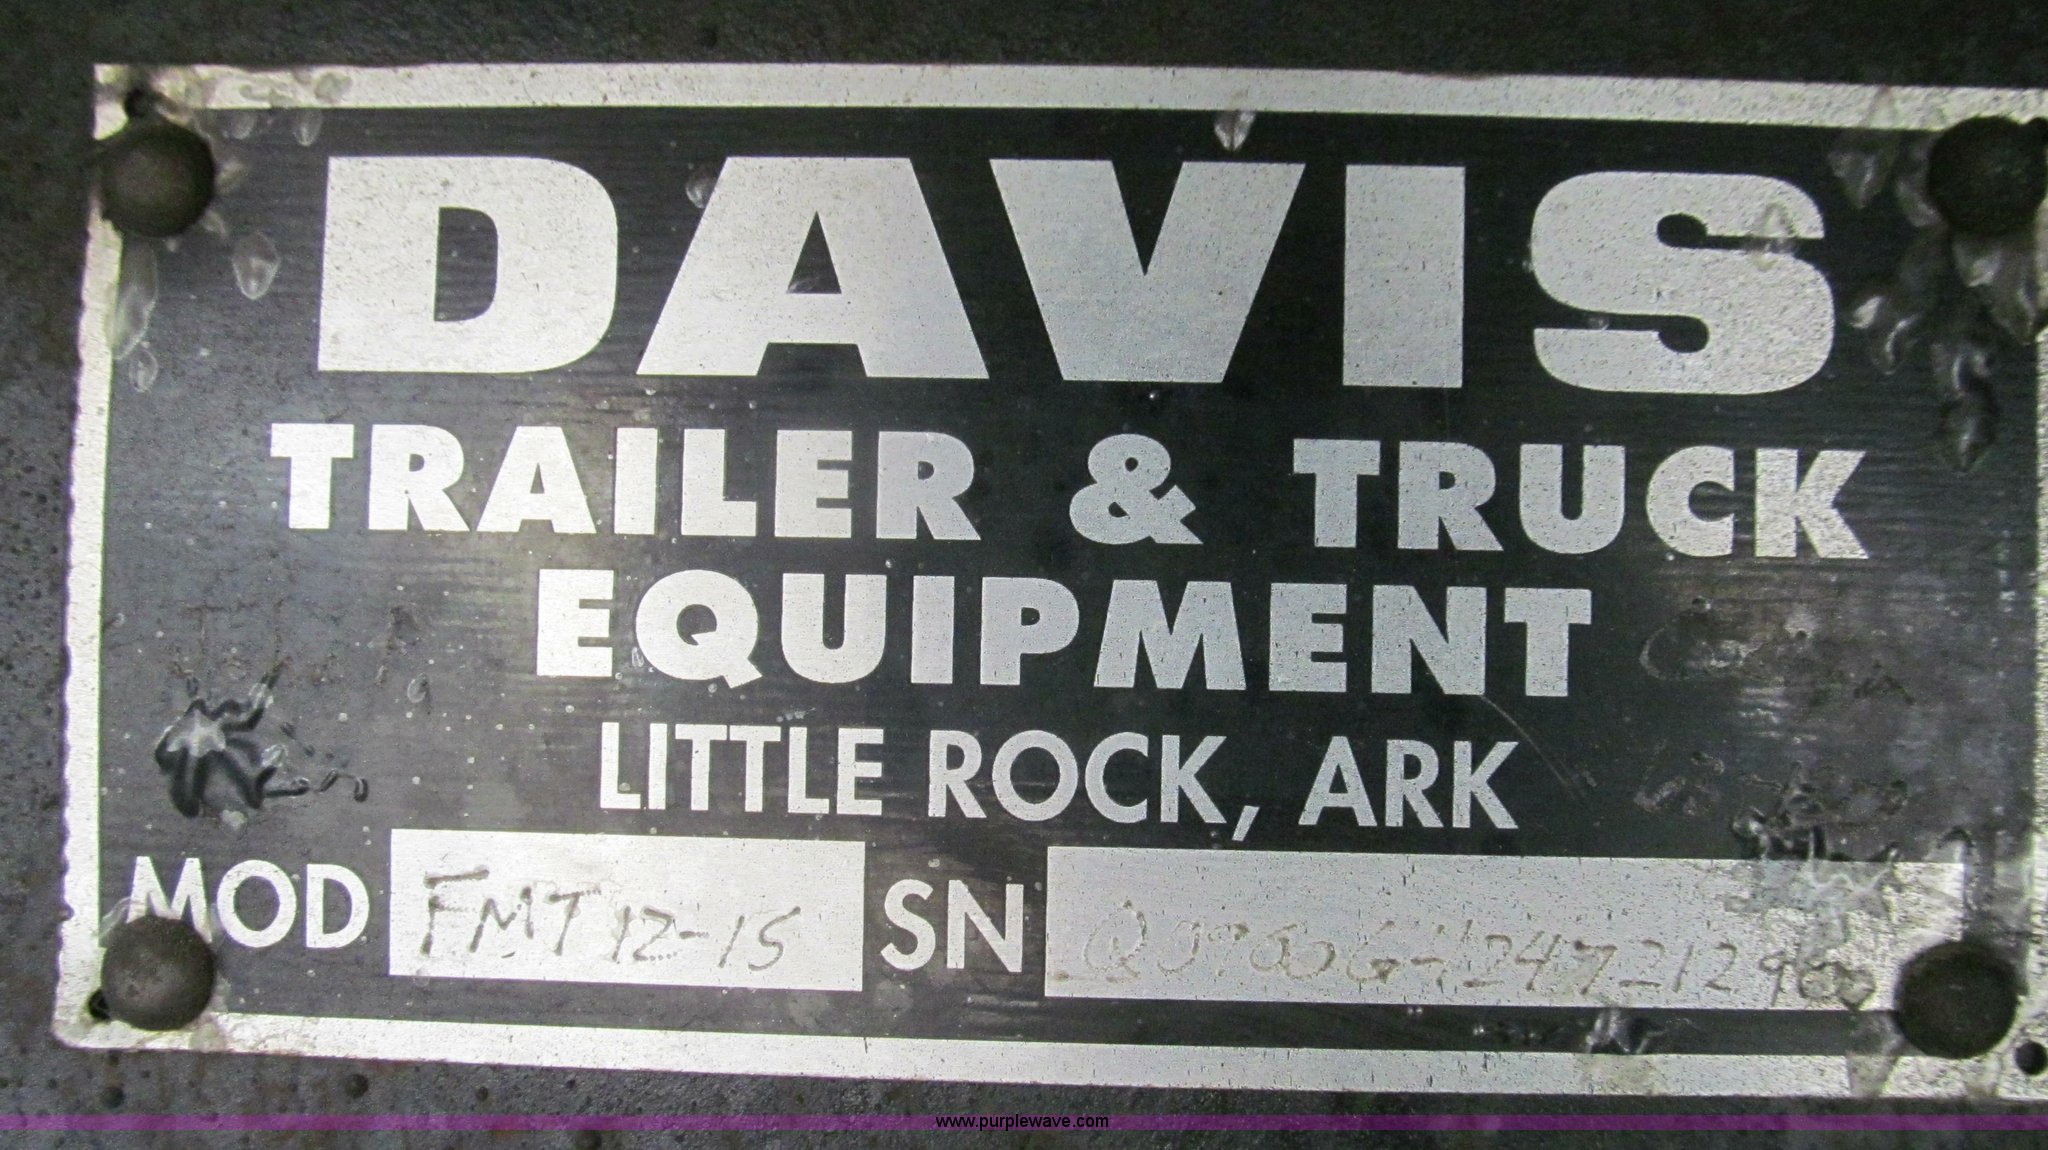 DAVIS
TRAILER & TRUCK
EQUIPMENT
LITTLE ROCK, ARK
MOD FMT 12-15 SN
www.purplewave.com